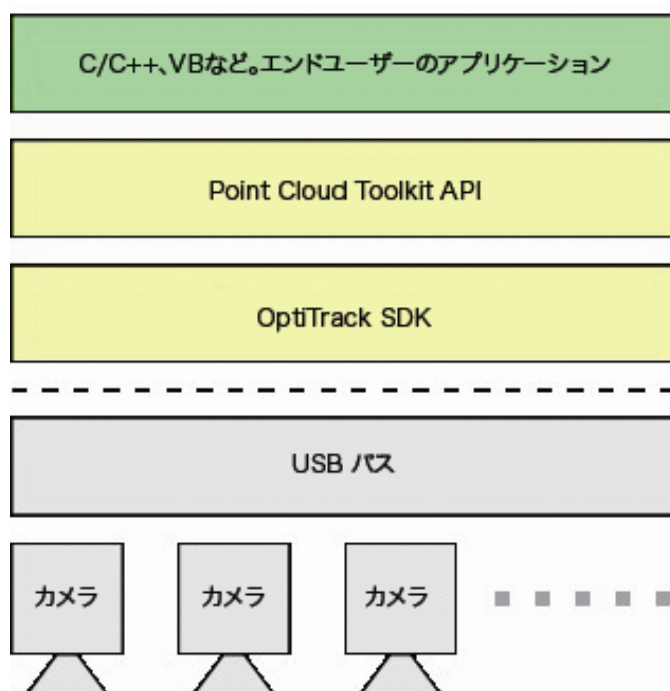 C/C++、VBなど。エンドユーザーのアプリケーション
Point Cloud Toolkit API
OptiTrack SDK
USB バス
カメラ
カメラ
カメラ